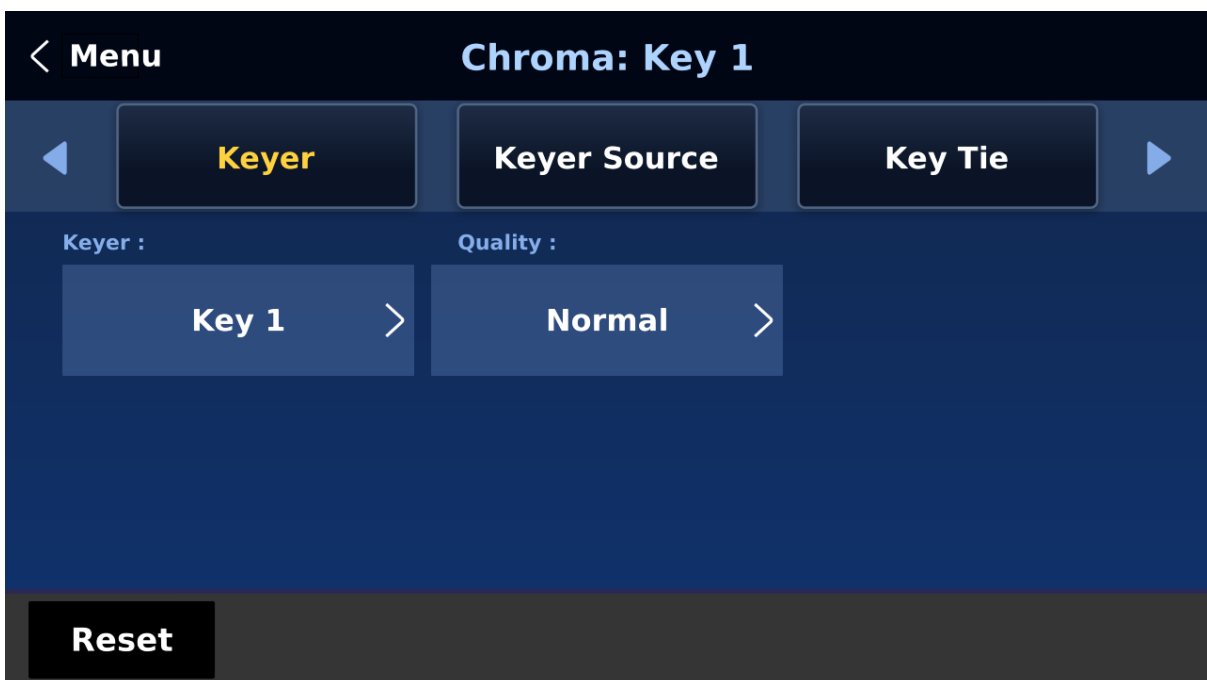 Menu
Chroma: Key 1
Keyer
Keyer Source
Key Tie
Keyer :
Quality :
Key 1
Normal
Reset